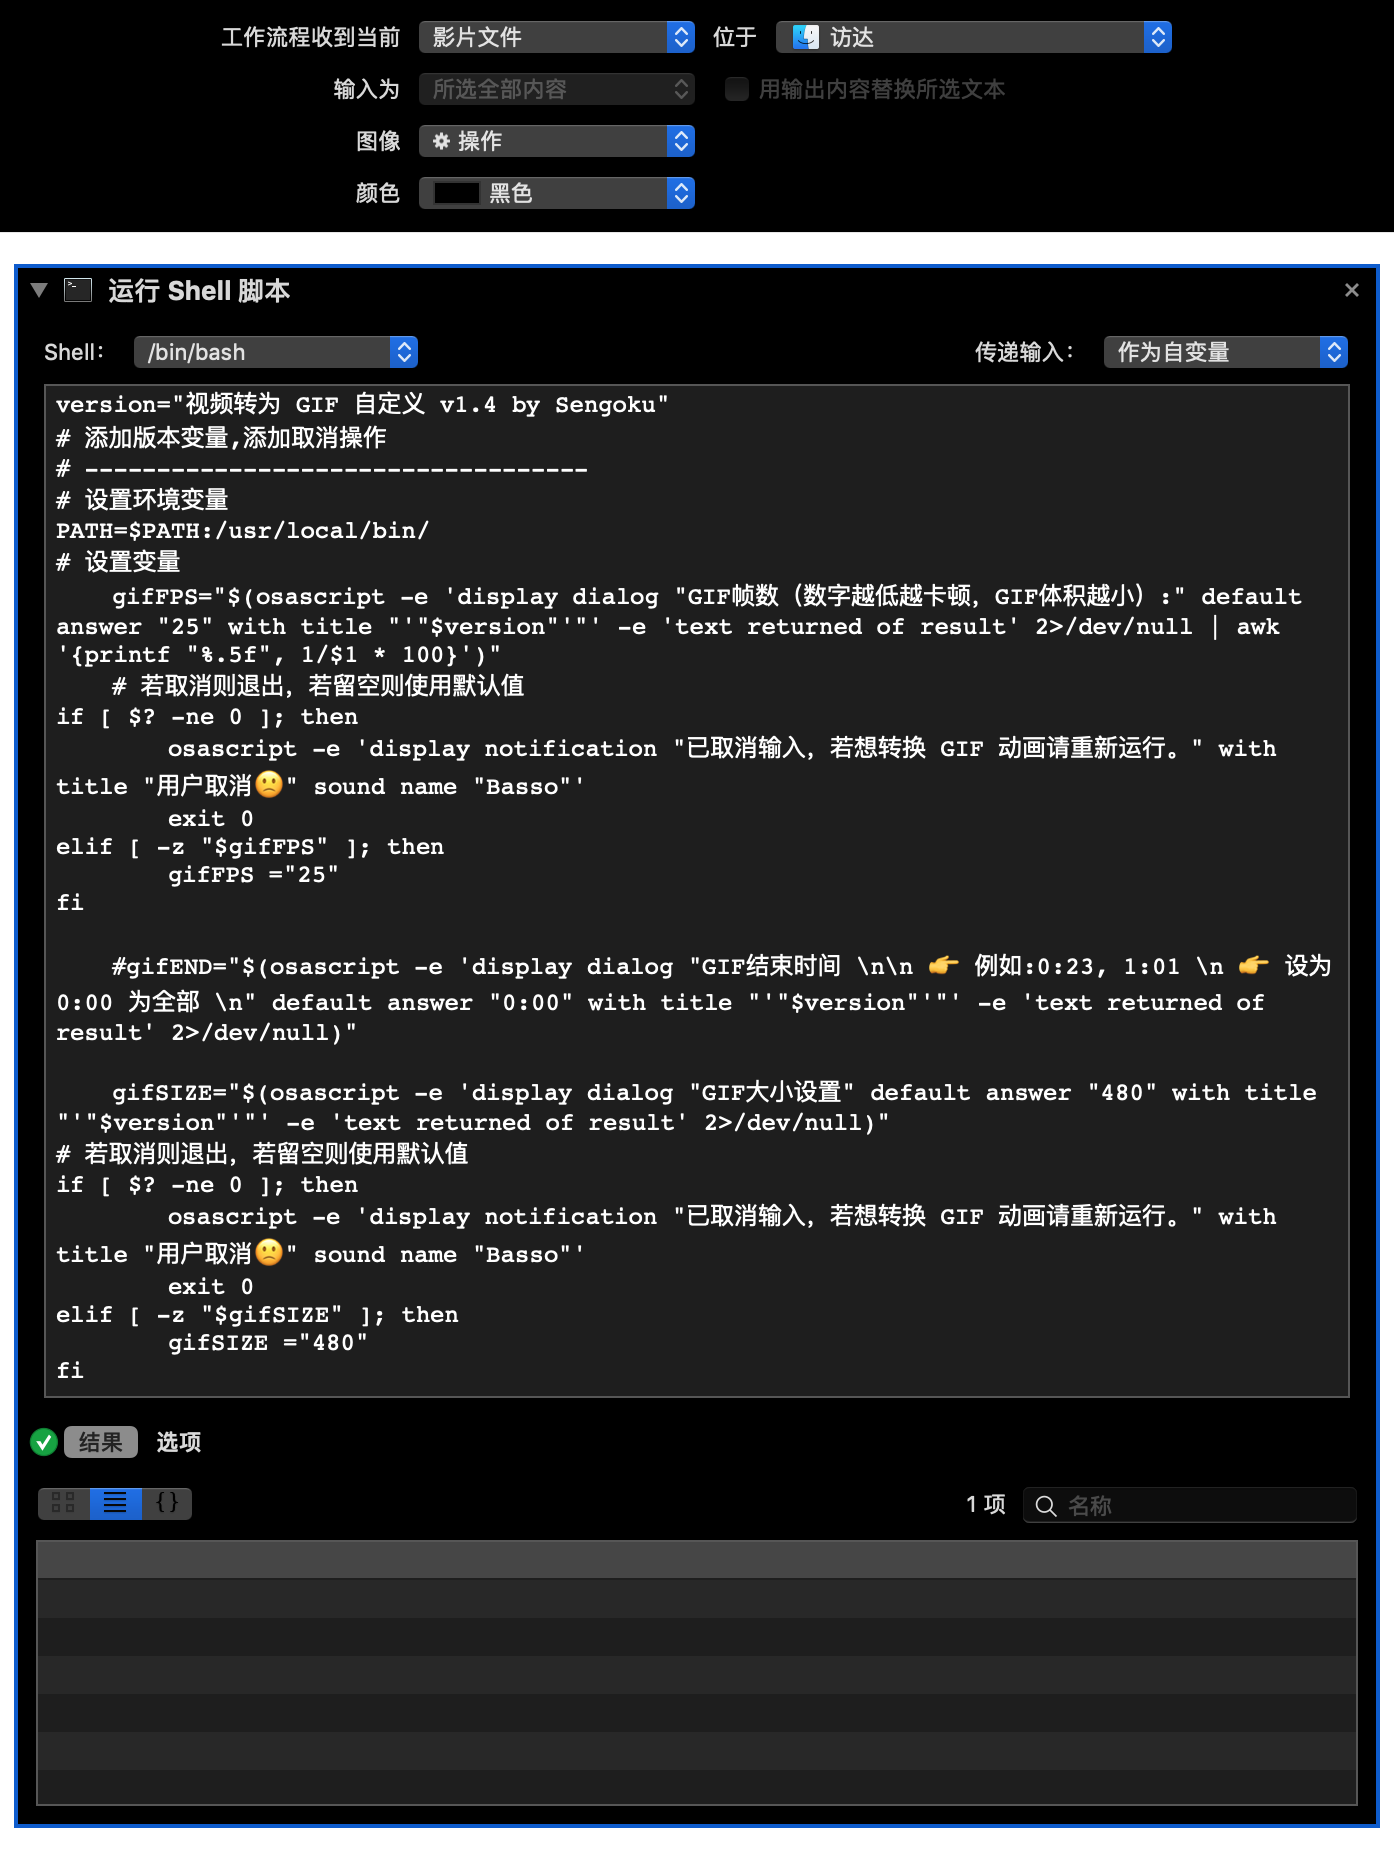 工作流程收到当前 影片文件 位于 访达
输入为 所选全部内容 用输出内容替换所选文本
图像 操作
颜色 黑色
运行 Shell 脚本
Shell： /bin/bash 传递输入： 作为自变量
version="视频转为 GIF 自定义 v1.4 by Sengoku"
# 添加版本变量,添加取消操作
# -----------------------------------
# 设置环境变量
PATH=$PATH:/usr/local/bin/
# 设置变量
    gifFPS="$(osascript -e 'display dialog "GIF帧数（数字越低越卡顿，GIF体积越小）:" default
answer "25" with title "'"$version"'"' -e 'text returned of result' 2>/dev/null | awk
'{printf "%.5f", 1/$1 * 100}')"
    # 若取消则退出，若留空则使用默认值
if [ $? -ne 0 ]; then
        osascript -e 'display notification "已取消输入，若想转换 GIF 动画请重新运行。" with
title "用户取消🙁" sound name "Basso"'
        exit 0
elif [ -z "$gifFPS" ]; then
        gifFPS ="25"
fi
    #gifEND="$(osascript -e 'display dialog "GIF结束时间 \n\n 👉 例如:0:23, 1:01 \n 👉 设为
0:00 为全部 \n" default answer "0:00" with title "'"$version"'"' -e 'text returned of
result' 2>/dev/null)"
    gifSIZE="$(osascript -e 'display dialog "GIF大小设置" default answer "480" with title
"'"$version"'"' -e 'text returned of result' 2>/dev/null)"
# 若取消则退出，若留空则使用默认值
if [ $? -ne 0 ]; then
        osascript -e 'display notification "已取消输入，若想转换 GIF 动画请重新运行。" with
title "用户取消🙁" sound name "Basso"'
        exit 0
elif [ -z "$gifSIZE" ]; then
        gifSIZE ="480"
fi
结果 选项
{} 1 项 名称